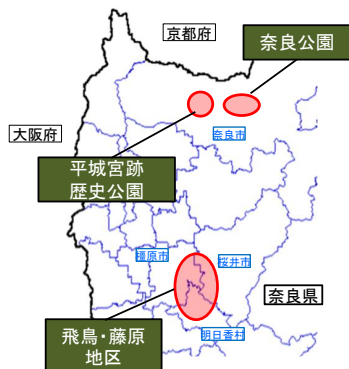 京都府
奈良公園
大阪府
奈良市
平城宮跡
歴史公園
橿原市
桜井市
奈良県
飛鳥・藤原
地区
明日香村